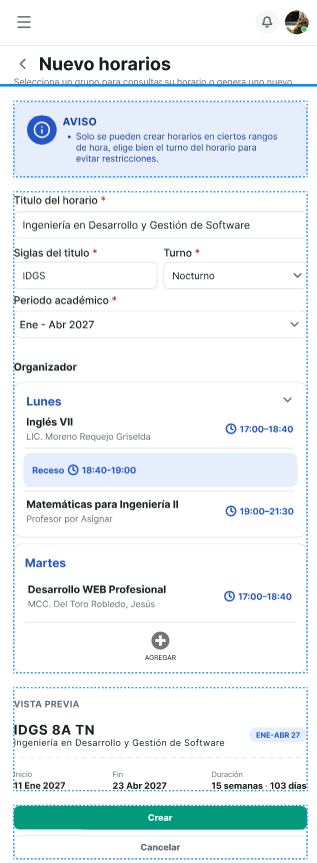 Nuevo horarios
Selecciona un grupo para consultar su horario o genera uno nuevo
AVISO
• Solo se pueden crear horarios en ciertos rangos
de hora, elige bien el turno del horario para
evitar restricciones.
Titulo del horario *
Ingeniería en Desarrollo y Gestión de Software
Siglas del titulo * Turno *
IDGS Nocturno
Periodo académico *
Ene - Abr 2027
Organizador
Lunes
Inglés VII
LIC. Moreno Requejo Griselda
17:00–18:40
Receso 18:40-19:00
Matemáticas para Ingeniería II
Profesor por Asignar
19:00–21:30
Martes
Desarrollo WEB Profesional
MCC. Del Toro Robledo, Jesús
17:00–18:40
AGREGAR
VISTA PREVIA
IDGS 8A TN
Ingeniería en Desarrollo y Gestión de Software
ENE-ABR 27
Inicio Fin Duración
11 Ene 2027 23 Abr 2027 15 semanas · 103 días
Crear
Cancelar